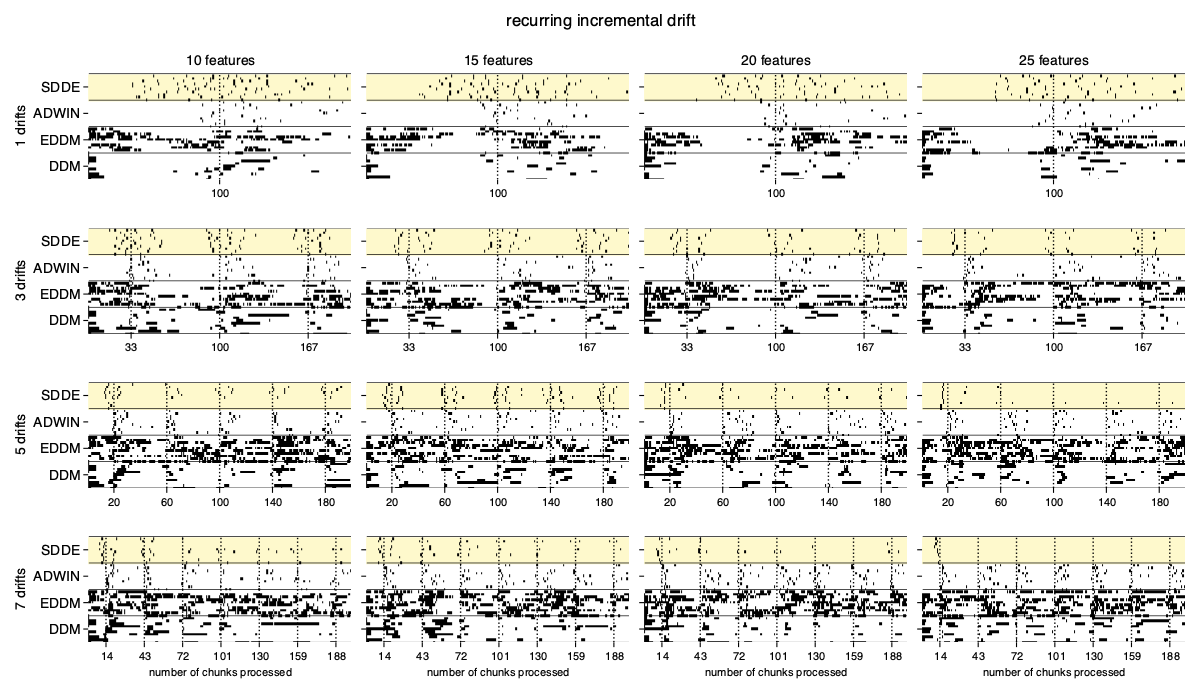 recurring incremental drift
10 features 15 features 20 features 25 features
1 drifts
SDDE
ADWIN
EDDM
DDM
100 100 100 100
3 drifts
SDDE
ADWIN
EDDM
DDM
33 100 167 33 100 167 33 100 167 33 100 167
5 drifts
SDDE
ADWIN
EDDM
DDM
20 60 100 140 180 20 60 100 140 180 20 60 100 140 180 20 60 100 140 180
7 drifts
SDDE
ADWIN
EDDM
DDM
14 43 72 101 130 159 188 14 43 72 101 130 159 188 14 43 72 101 130 159 188 14 43 72 101 130 159 188
number of chunks processed number of chunks processed number of chunks processed number of chunks processed